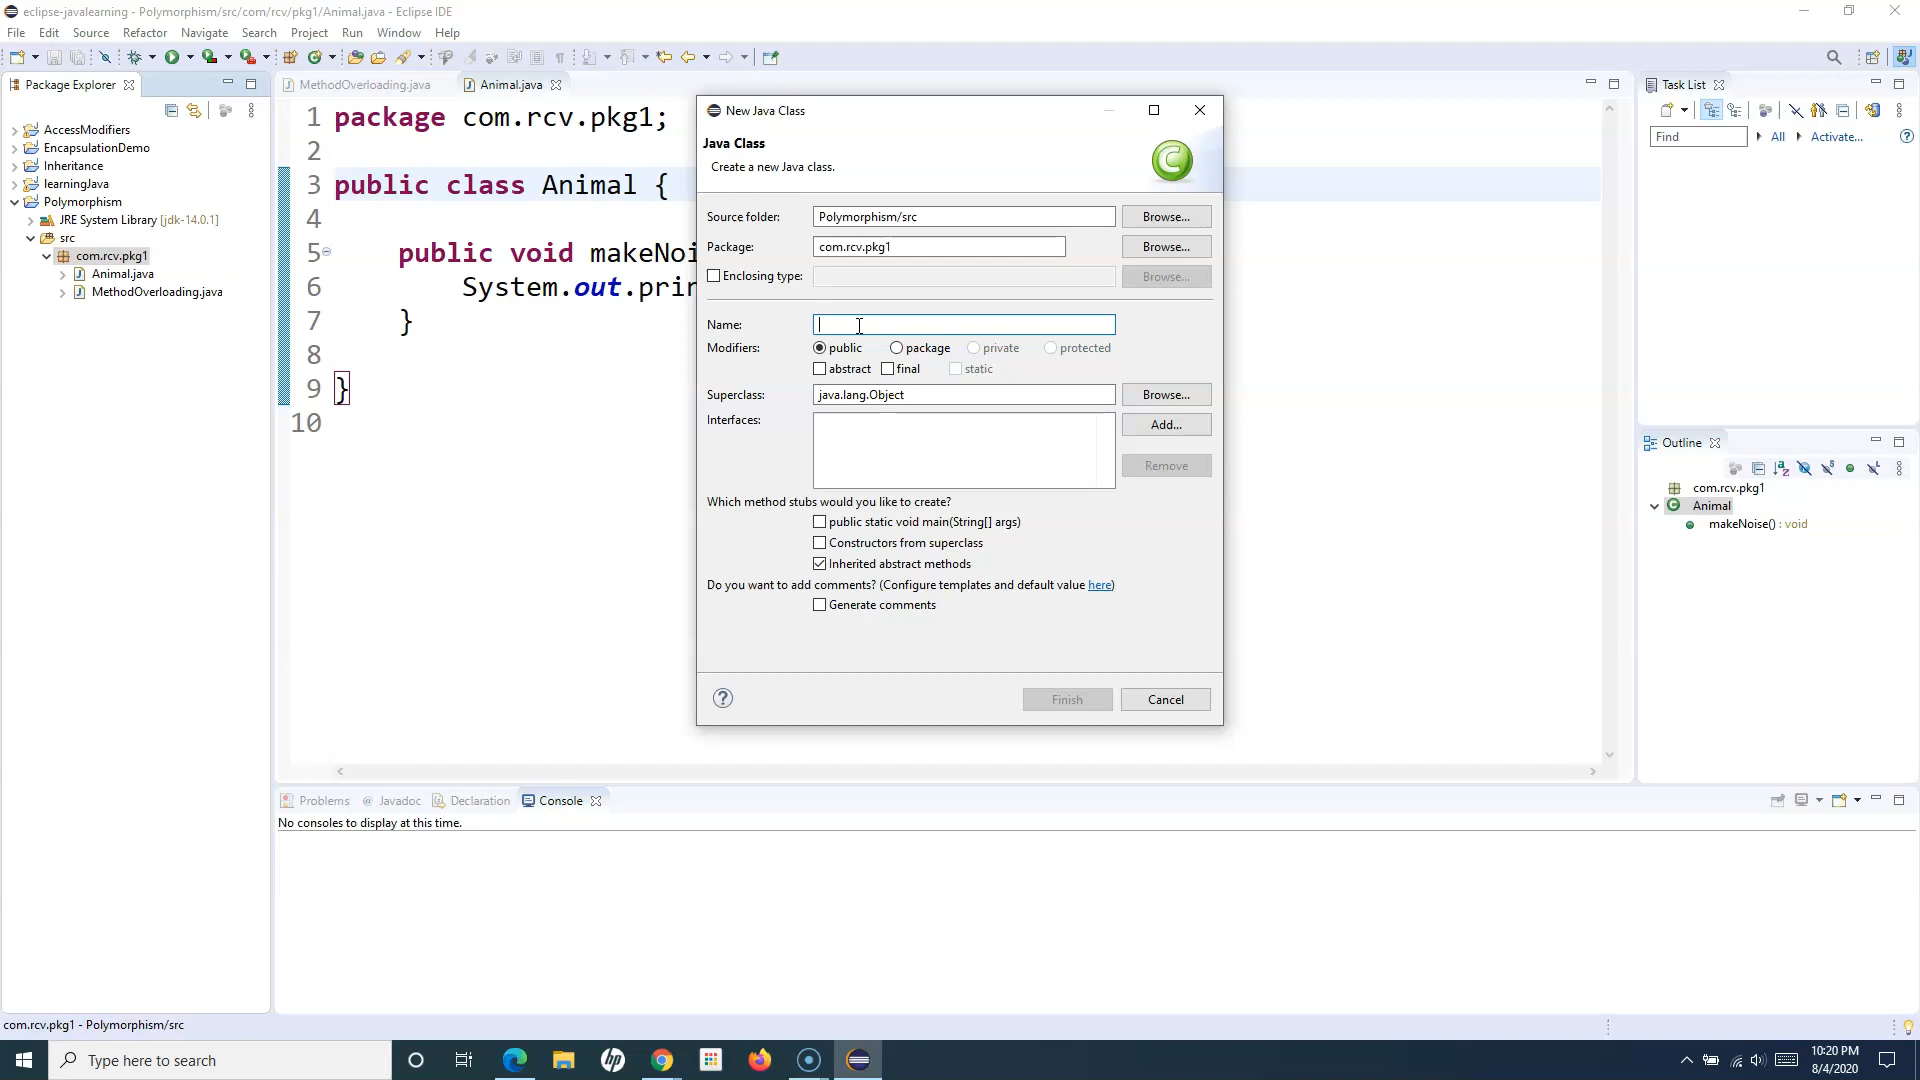 eclipse-javalearning - Polymorphism/src/com/rcv/pkg1/Animal.java - Eclipse IDE
File Edit Source Refactor Navigate Search Project Run Window Help
Package Explorer
MethodOverloading.java
Animal.java
Task List
AccessModifiers
EncapsulationDemo
Inheritance
learningJava
Polymorphism
JRE System Library [jdk-14.0.1]
src
com.rcv.pkg1
Animal.java
MethodOverloading.java
1 package com.rcv.pkg1;
2
3 public class Animal {
4
5 public void makeNoi
6 System.out.prin
7 }
8
9 }
10
New Java Class
Java Class
Create a new Java class.
Source folder: Polymorphism/src Browse...
Package: com.rcv.pkg1 Browse...
Enclosing type: Browse...
Name:
Modifiers: public package private protected
abstract final static
Superclass: java.lang.Object Browse...
Interfaces: Add...
Remove
Which method stubs would you like to create?
public static void main(String[] args)
Constructors from superclass
Inherited abstract methods
Do you want to add comments? (Configure templates and default value here)
Generate comments
Finish Cancel
Find All Activate...
Outline
com.rcv.pkg1
Animal
makeNoise() : void
Problems @ Javadoc Declaration Console
No consoles to display at this time.
com.rcv.pkg1 - Polymorphism/src
Type here to search
hp
10:20 PM
8/4/2020